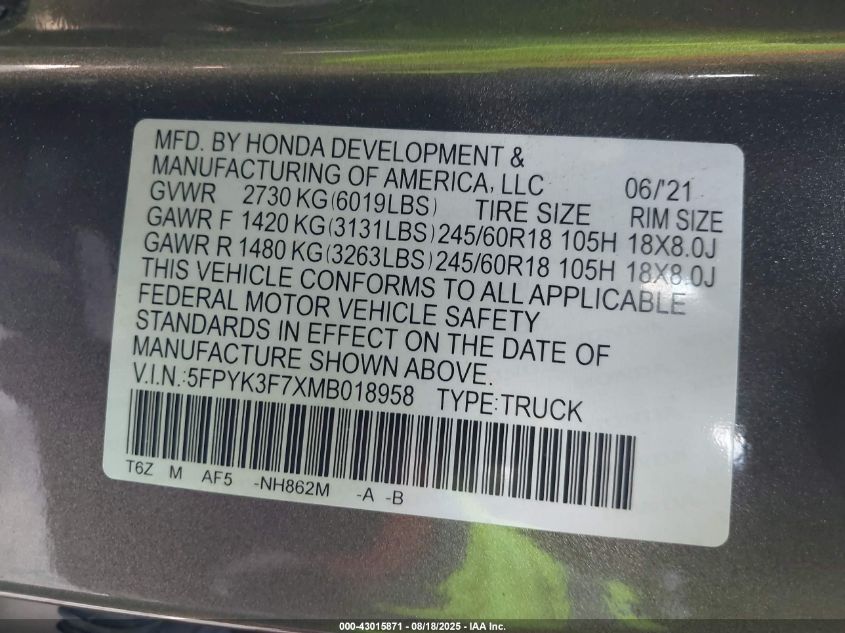 MFD. BY HONDA DEVELOPMENT &
MANUFACTURING OF AMERICA, LLC 06/'21
GVWR 2730 KG(6019LBS) TIRE SIZE RIM SIZE
GAWR F 1420 KG(3131LBS)245/60R18 105H 18X8.0J
GAWR R 1480 KG(3263LBS)245/60R18 105H 18X8.0J
THIS VEHICLE CONFORMS TO ALL APPLICABLE
FEDERAL MOTOR VEHICLE SAFETY
STANDARDS IN EFFECT ON THE DATE OF
MANUFACTURE SHOWN ABOVE.
V.I.N.:5FPYK3F7XMB018958 TYPE:TRUCK
T6Z M AF5 -NH862M -A -B
000-43015871 - 08/18/2025 - IAA Inc.